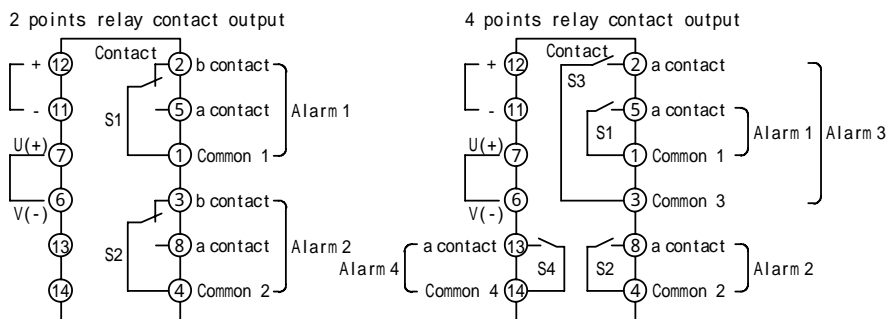 2 points relay contact output
Contact
+ 12
- 11
U(+) 7
V(-) 6
13
14
S1
2 b contact
5 a contact
1 Common 1
Alarm 1
S2
3 b contact
8 a contact
4 Common 2
Alarm 2
4 points relay contact output
Contact
+ 12
- 11
U(+) 7
V(-) 6
a contact 13
Common 4 14
Alarm 4
S4
S3
2 a contact
S1
5 a contact
1 Common 1
Alarm 1
3 Common 3
Alarm 3
S2
8 a contact
4 Common 2
Alarm 2